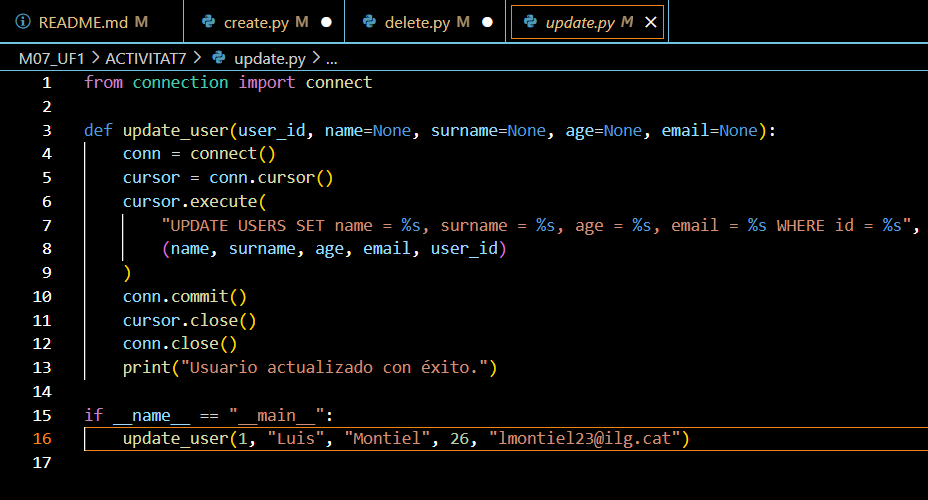 README.md M create.py M delete.py M update.py M
M07_UF1 > ACTIVITAT7 > update.py > ...
1 from connection import connect
2
3 def update_user(user_id, name=None, surname=None, age=None, email=None):
4 conn = connect()
5 cursor = conn.cursor()
6 cursor.execute(
7 "UPDATE USERS SET name = %s, surname = %s, age = %s, email = %s WHERE id = %s",
8 (name, surname, age, email, user_id)
9 )
10 conn.commit()
11 cursor.close()
12 conn.close()
13 print("Usuario actualizado con éxito.")
14
15 if __name__ == "__main__":
16 update_user(1, "Luis", "Montiel", 26, "lmontiel23@ilg.cat")
17